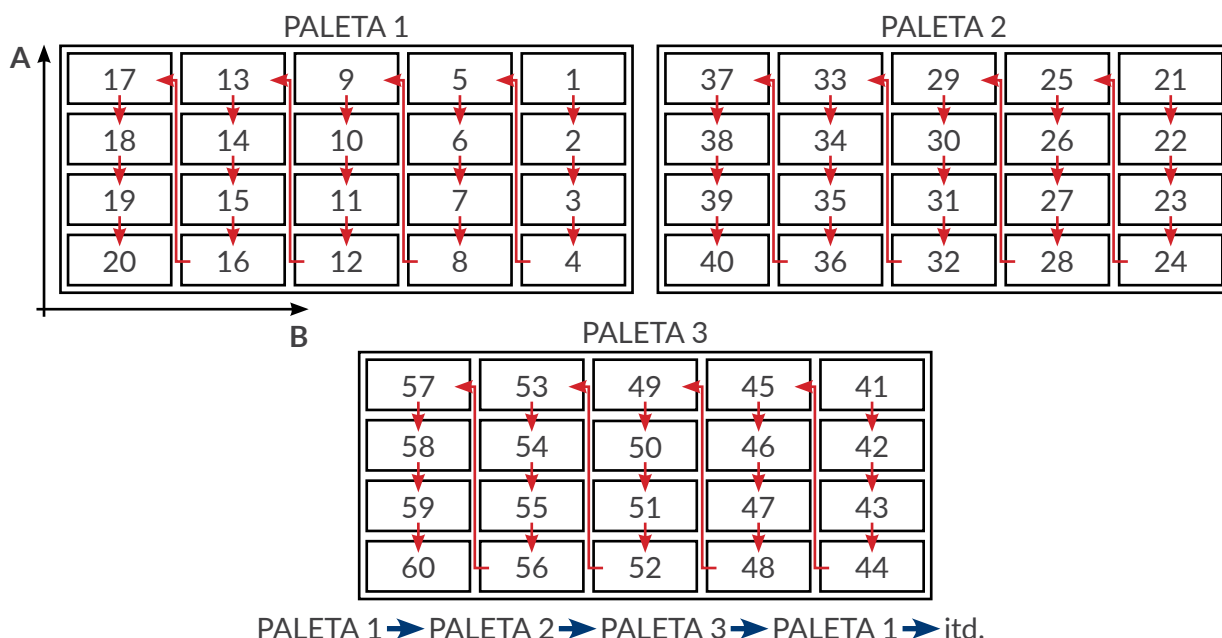 PALETA 1
PALETA 2
A
17 13 9 5 1
37 33 29 25 21
18 14 10 6 2
38 34 30 26 22
19 15 11 7 3
39 35 31 27 23
20 16 12 8 4
40 36 32 28 24
B
PALETA 3
57 53 49 45 41
58 54 50 46 42
59 55 51 47 43
60 56 52 48 44
PALETA 1 PALETA 2 PALETA 3 PALETA 1 itd.